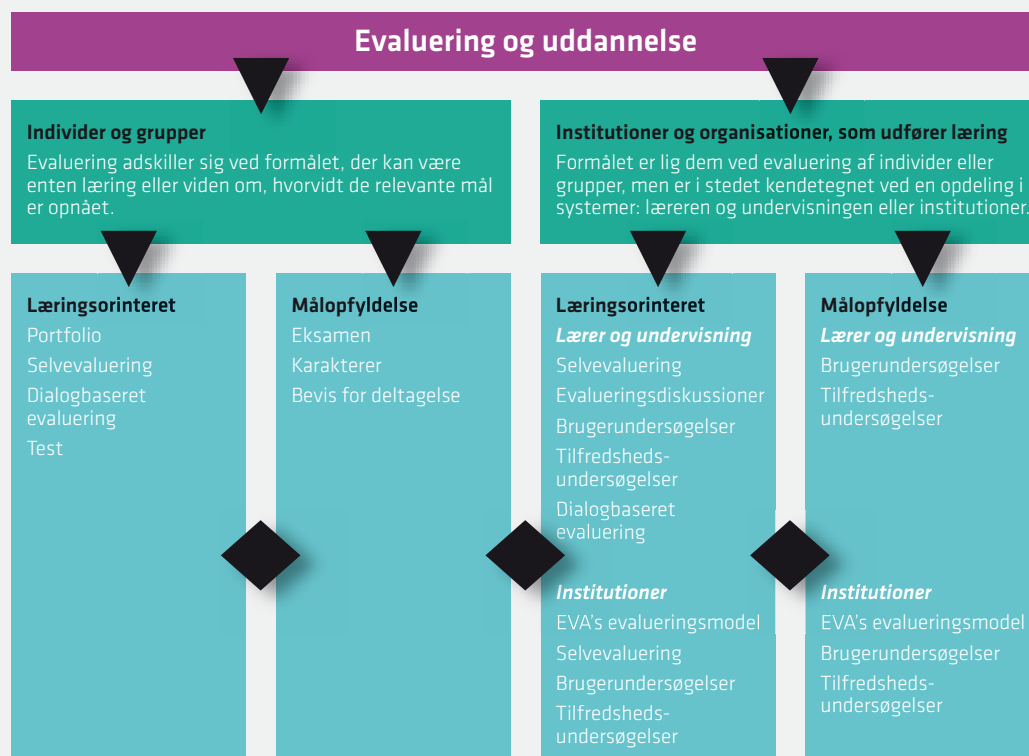 Evaluering og uddannelse
Individer og grupper
Evaluering adskiller sig ved formålet, der kan være
enten læring eller viden om, hvorvidt de relevante mål
er opnået.
Institutioner og organisationer, som udfører læring
Formålet er lig dem ved evaluering af individer eller
grupper, men er i stedet kendetegnet ved en opdeling i
systemer: læreren og undervisningen eller institutioner.
Læringsorinteret
Portfolio
Selvevaluering
Dialogbaseret
evaluering
Test
Målopfyldelse
Eksamen
Karakterer
Bevis for deltagelse
Læringsorinteret
Lærer og undervisning
Selvevaluering
Evalueringsdiskussioner
Brugerundersøgelser
Tilfredsheds-
undersøgelser
Dialogbaseret
evaluering
Institutioner
EVA's evalueringsmodel
Selvevaluering
Brugerundersøgelser
Tilfredsheds-
undersøgelser
Målopfyldelse
Lærer og undervisning
Brugerundersøgelser
Tilfredsheds-
undersøgelser
Institutioner
EVA's evalueringsmodel
Brugerundersøgelser
Tilfredsheds-
undersøgelser